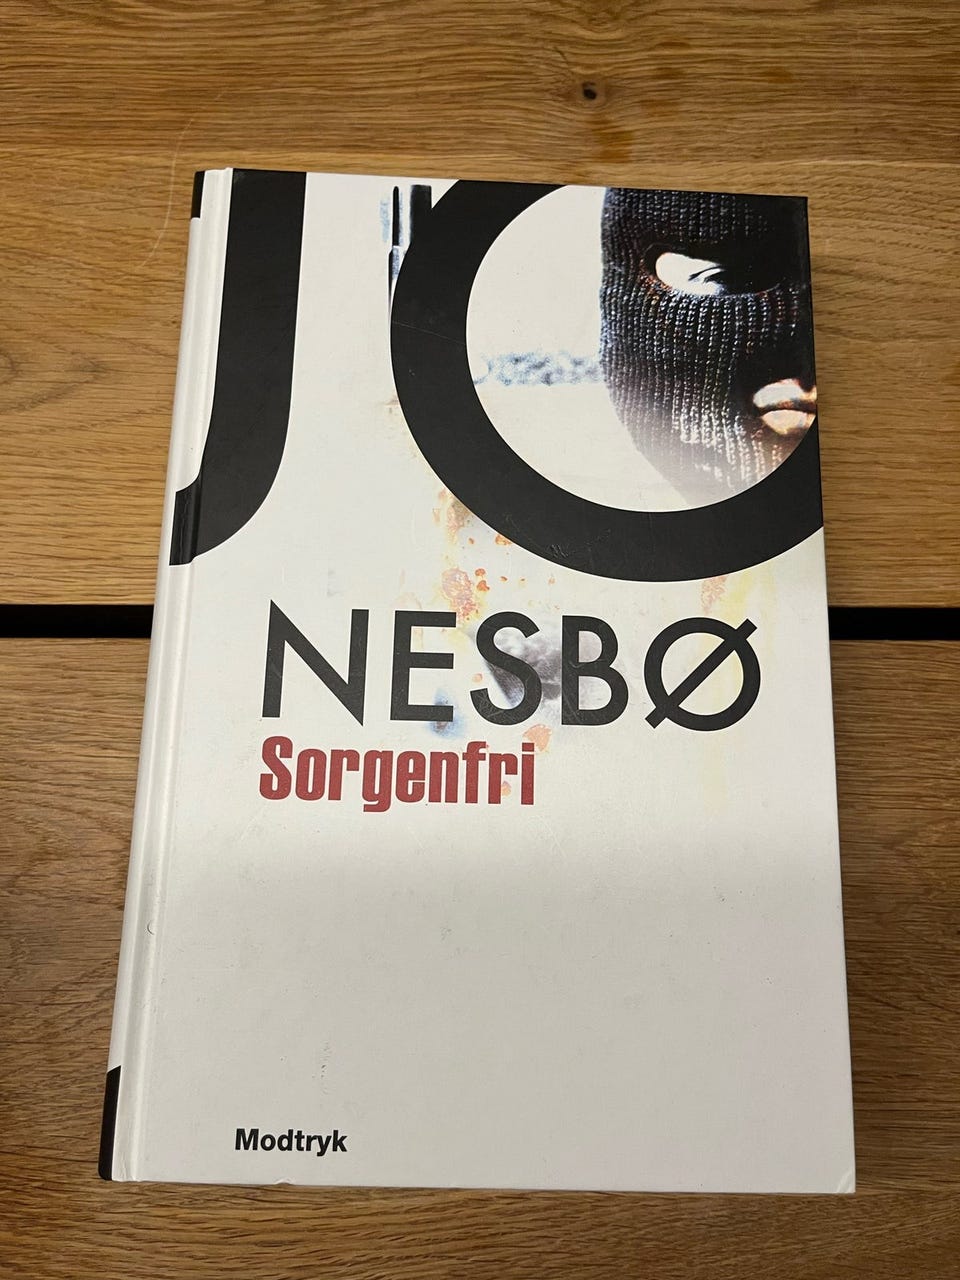 JO
NESBØ
Sorgenfri
Modtryk